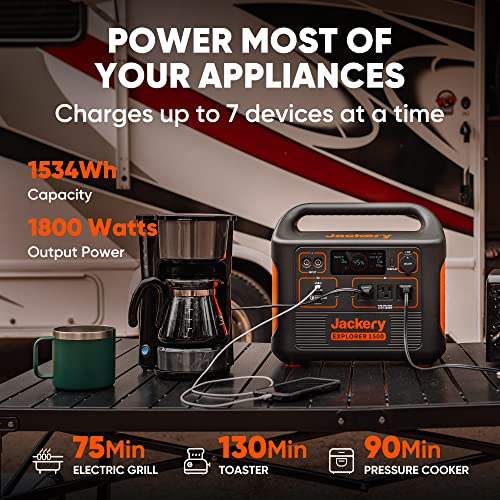 POWER MOST OF
YOUR APPLIANCES
Charges up to 7 devices at a time
1534Wh
Capacity
1800 Watts
Output Power
Jackery
Jackery
EXPLORER 1500
75Min
ELECTRIC GRILL
130Min
TOASTER
90Min
PRESSURE COOKER